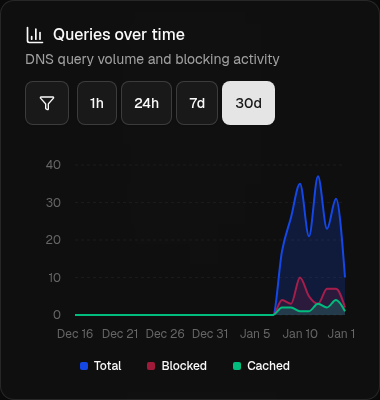 Queries over time
DNS query volume and blocking activity
1h 24h 7d 30d
40
30
20
10
0
Dec 16 Dec 21 Dec 26 Dec 31 Jan 5 Jan 10 Jan 1
Total Blocked Cached